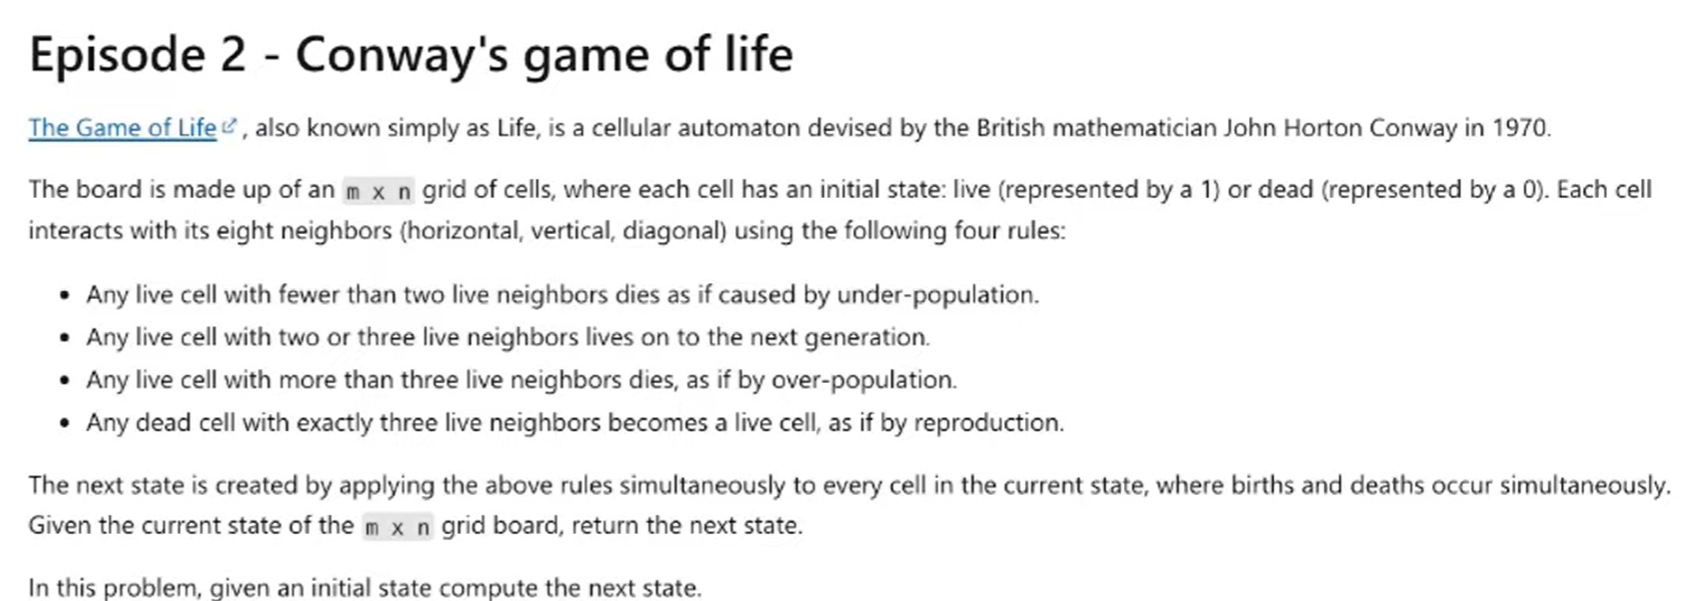 Episode 2 - Conway's game of life
The Game of Life, also known simply as Life, is a cellular automaton devised by the British mathematician John Horton Conway in 1970.
The board is made up of an m x n grid of cells, where each cell has an initial state: live (represented by a 1) or dead (represented by a 0). Each cell
interacts with its eight neighbors (horizontal, vertical, diagonal) using the following four rules:
• Any live cell with fewer than two live neighbors dies as if caused by under-population.
• Any live cell with two or three live neighbors lives on to the next generation.
• Any live cell with more than three live neighbors dies, as if by over-population.
• Any dead cell with exactly three live neighbors becomes a live cell, as if by reproduction.
The next state is created by applying the above rules simultaneously to every cell in the current state, where births and deaths occur simultaneously.
Given the current state of the m x n grid board, return the next state.
In this problem, given an initial state compute the next state.